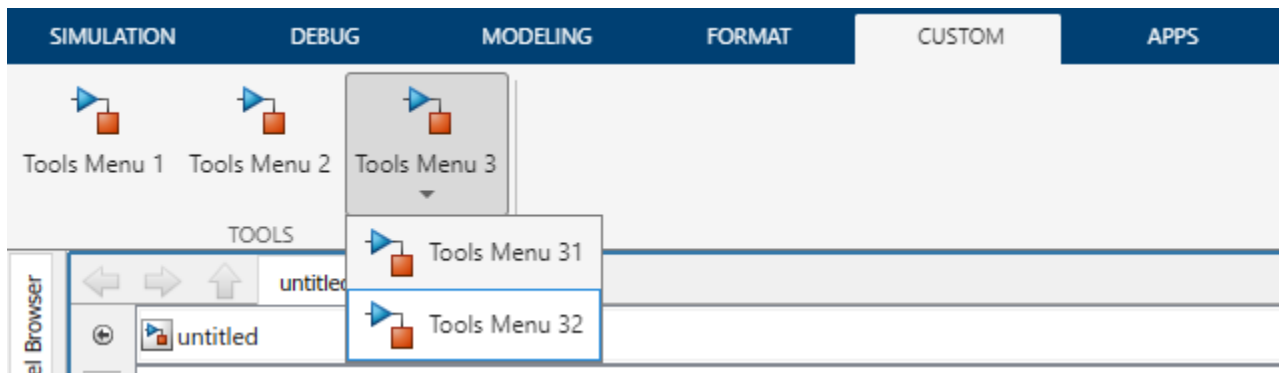 SIMULATION DEBUG MODELING FORMAT CUSTOM APPS
Tools Menu 1 Tools Menu 2 Tools Menu 3
TOOLS
Tools Menu 31
Tools Menu 32
untitled
Browser